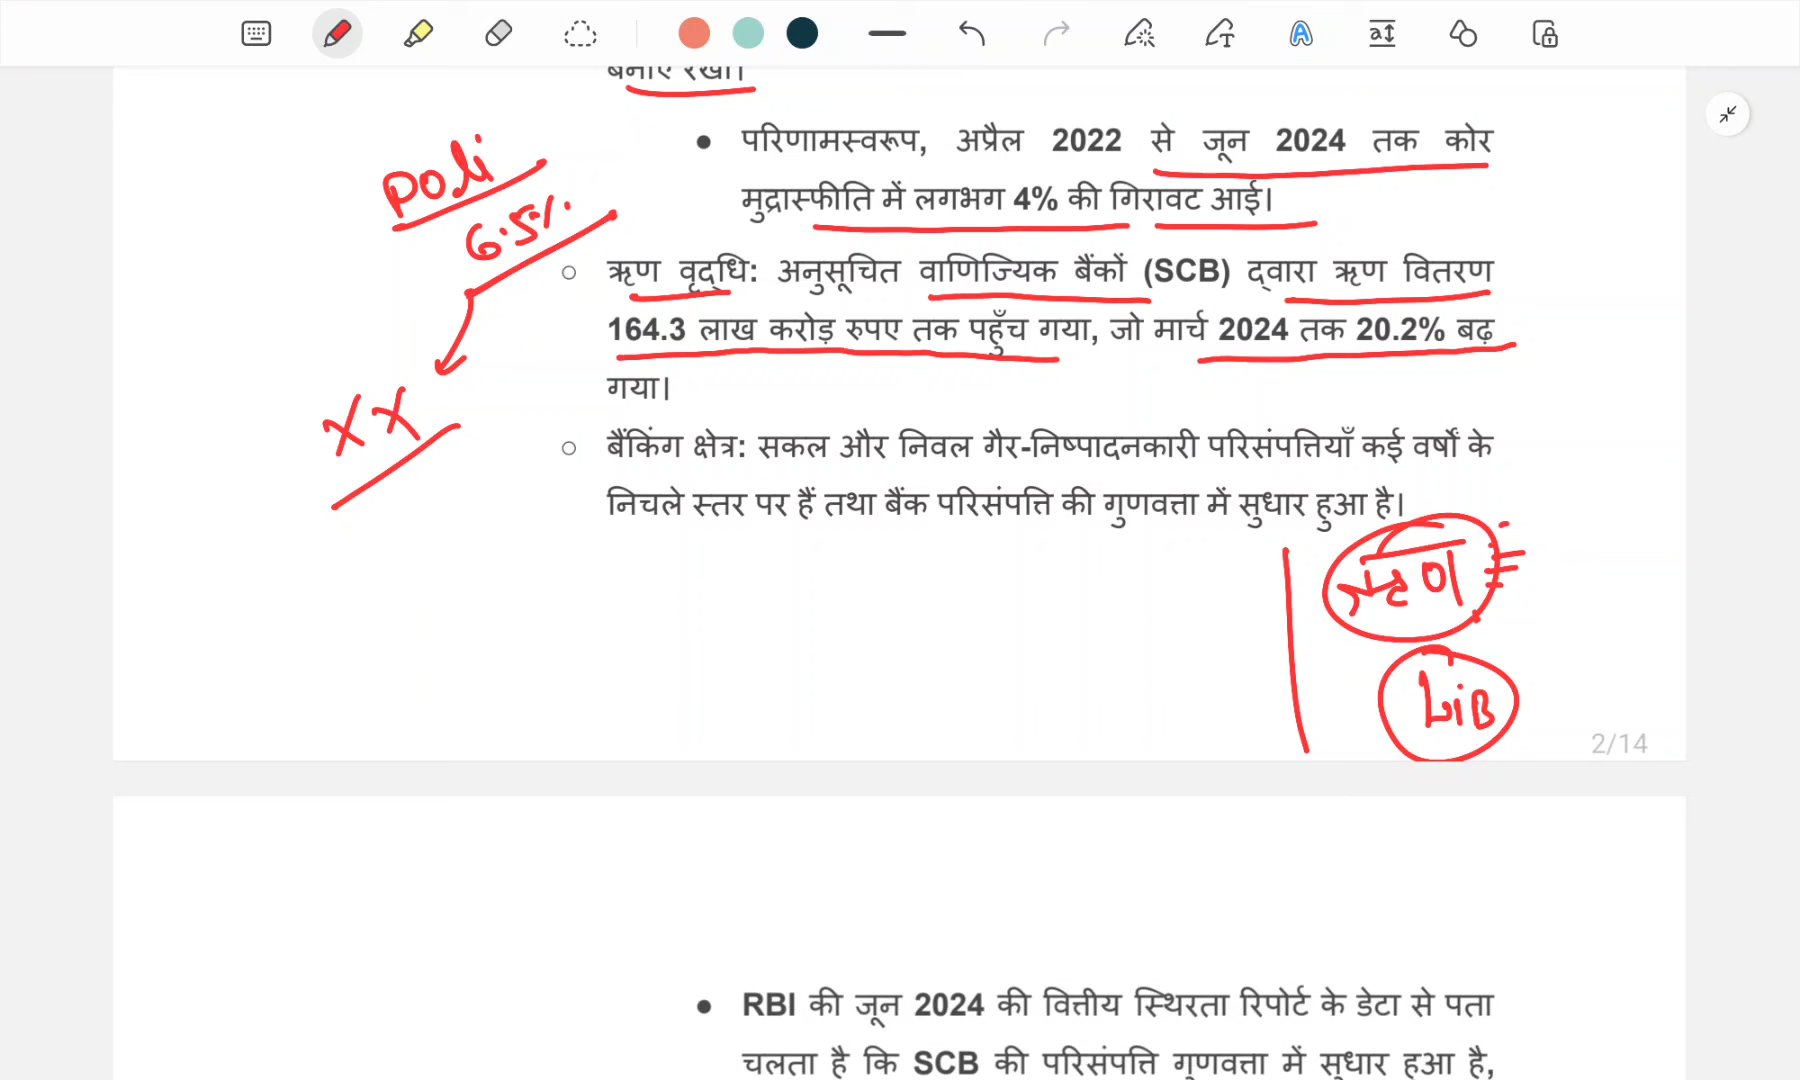 बनाए रखा।
● परिणामस्वरूप, अप्रैल 2022 से जून 2024 तक कोर
मुद्रास्फीति में लगभग 4% की गिरावट आई।
Poli
6.5%
○ ऋण वृद्धि: अनुसूचित वाणिज्यिक बैंकों (SCB) द्वारा ऋण वितरण
164.3 लाख करोड़ रुपए तक पहुँच गया, जो मार्च 2024 तक 20.2% बढ़
गया।
XX
○ बैंकिंग क्षेत्र: सकल और निवल गैर-निष्पादनकारी परिसंपत्तियाँ कई वर्षों के
निचले स्तर पर हैं तथा बैंक परिसंपत्ति की गुणवत्ता में सुधार हुआ है।
LiB
2/14
● RBI की जून 2024 की वित्तीय स्थिरता रिपोर्ट के डेटा से पता
चलता है कि SCB की परिसंपत्ति गुणवत्ता में सुधार हुआ है,